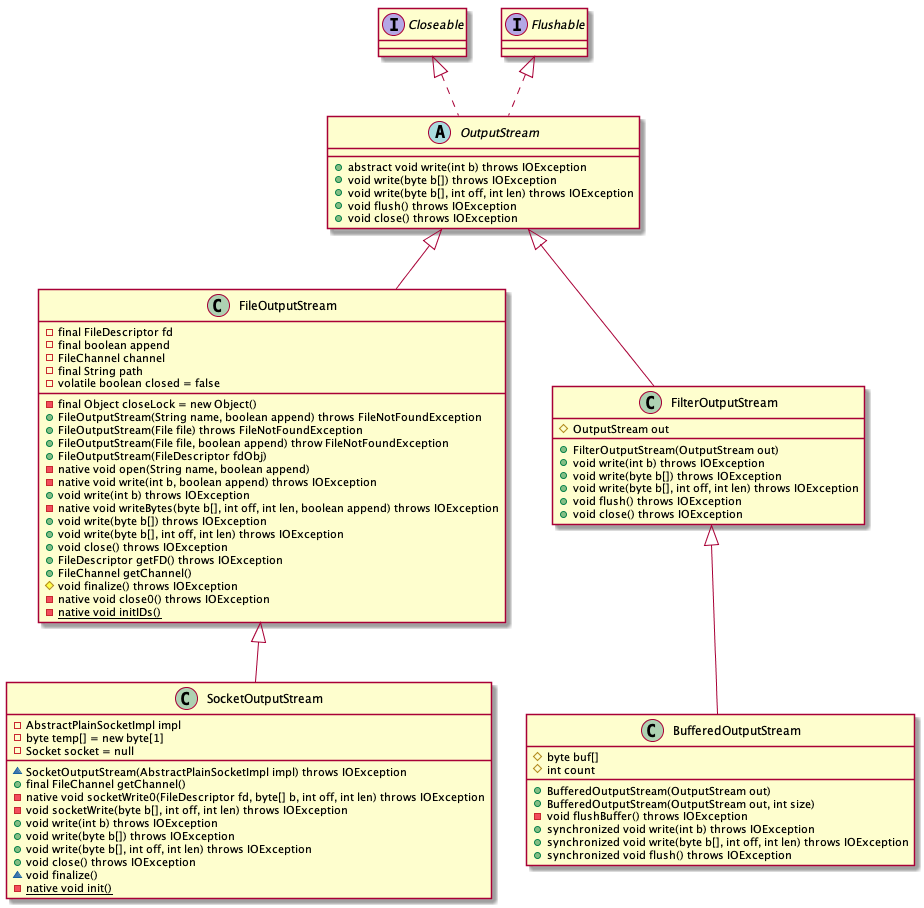 I Closeable
I Flushable
A OutputStream
abstract void write(int b) throws IOException
void write(byte b[]) throws IOException
void write(byte b[], int off, int len) throws IOException
void flush() throws IOException
void close() throws IOException
C FileOutputStream
final FileDescriptor fd
final boolean append
FileChannel channel
final String path
volatile boolean closed = false
final Object closeLock = new Object()
FileOutputStream(String name, boolean append) throws FileNotFoundException
FileOutputStream(File file) throws FileNotFoundException
FileOutputStream(File file, boolean append) throw FileNotFoundException
FileOutputStream(FileDescriptor fdObj)
native void open(String name, boolean append)
native void write(int b, boolean append) throws IOException
void write(int b) throws IOException
native void writeBytes(byte b[], int off, int len, boolean append) throws IOException
void write(byte b[]) throws IOException
void write(byte b[], int off, int len) throws IOException
void close() throws IOException
FileDescriptor getFD() throws IOException
FileChannel getChannel()
void finalize() throws IOException
native void close0() throws IOException
native void initIDs()
C FilterOutputStream
OutputStream out
FilterOutputStream(OutputStream out)
void write(int b) throws IOException
void write(byte b[]) throws IOException
void write(byte b[], int off, int len) throws IOException
void flush() throws IOException
void close() throws IOException
C SocketOutputStream
AbstractPlainSocketImpl impl
byte temp[] = new byte[1]
Socket socket = null
SocketOutputStream(AbstractPlainSocketImpl impl) throws IOException
final FileChannel getChannel()
native void socketWrite0(FileDescriptor fd, byte[] b, int off, int len) throws IOException
void socketWrite(byte b[], int off, int len) throws IOException
void write(int b) throws IOException
void write(byte b[]) throws IOException
void write(byte b[], int off, int len) throws IOException
void close() throws IOException
void finalize()
native void init()
C BufferedOutputStream
byte buf[]
int count
BufferedOutputStream(OutputStream out)
BufferedOutputStream(OutputStream out, int size)
void flushBuffer() throws IOException
synchronized void write(int b) throws IOException
synchronized void write(byte b[], int off, int len) throws IOException
synchronized void flush() throws IOException